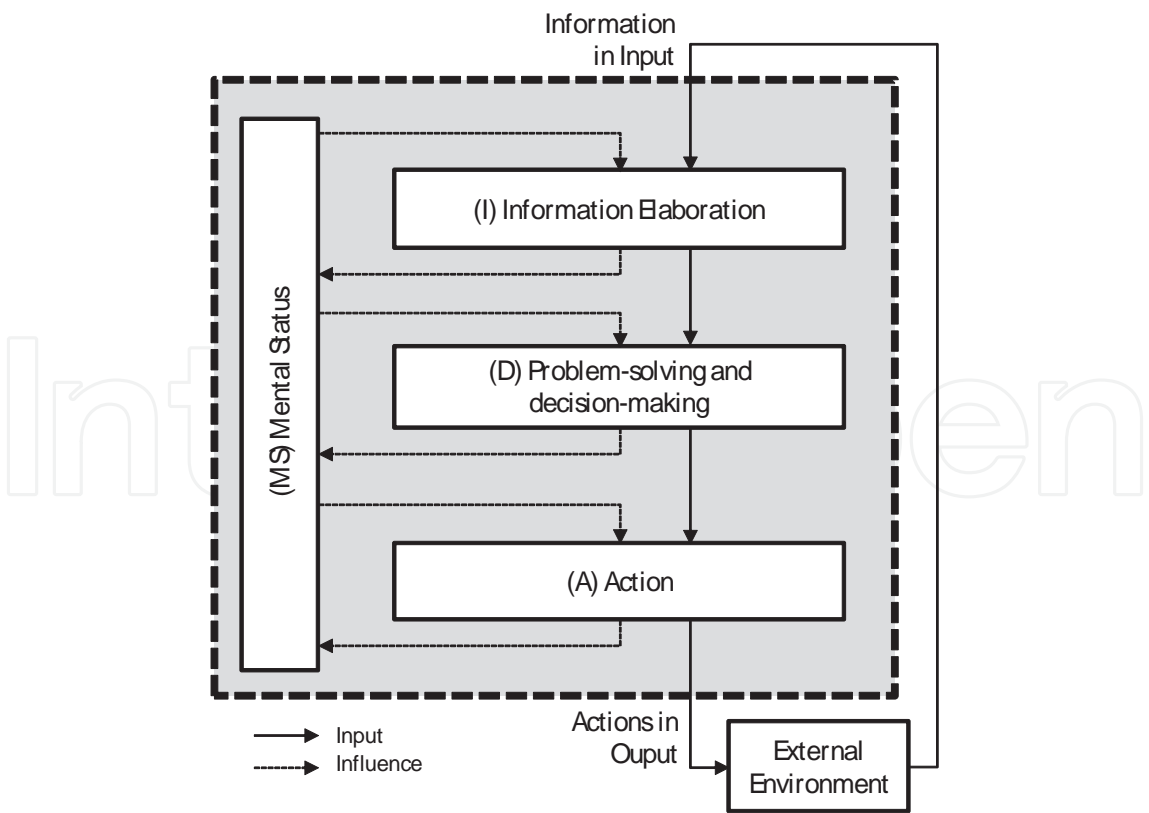 Information
in Input
(I) Information Elaboration
(MS) Mental Status
(D) Problem-solving and
decision-making
(A) Action
Actions in
Ouput
Input
Influence
External
Environment